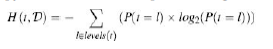 H (t, D) = − ∑ (P(t = l) × log2(P(t = l)))
l∈levels(t)